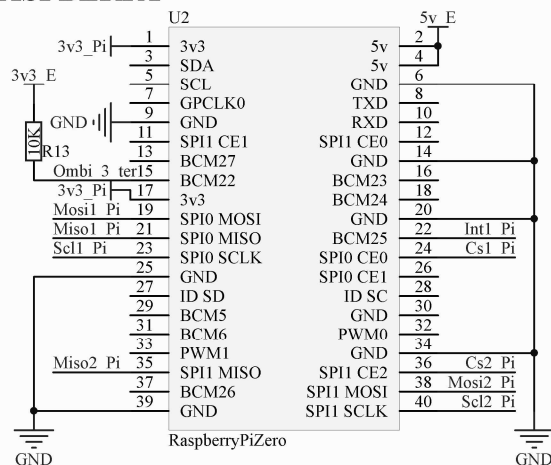 U2
5v_E
3v3_Pi 1 3v3 5v 2
3 SDA 5v 4
3v3_E 5 SCL GND 6
7 GPCLK0 TXD 8
GND 9 GND RXD 10
10K R13 11 SPI1 CE1 SPI1 CE0 12
13 BCM27 GND 14
Ombi_3_ter 15 BCM22 BCM23 16
3v3_Pi 17 3v3 BCM24 18
Mosi1_Pi 19 SPI0 MOSI GND 20
Miso1_Pi 21 SPI0 MISO BCM25 22 Int1_Pi
Scl1_Pi 23 SPI0 SCLK SPI0 CE0 24 Cs1_Pi
25 GND SPI0 CE1 26
27 ID SD ID SC 28
29 BCM5 GND 30
31 BCM6 PWM0 32
33 PWM1 GND 34
Miso2_Pi 35 SPI1 MISO SPI1 CE2 36 Cs2_Pi
37 BCM26 SPI1 MOSI 38 Mosi2_Pi
39 GND SPI1 SCLK 40 Scl2_Pi
RaspberryPiZero
GND GND